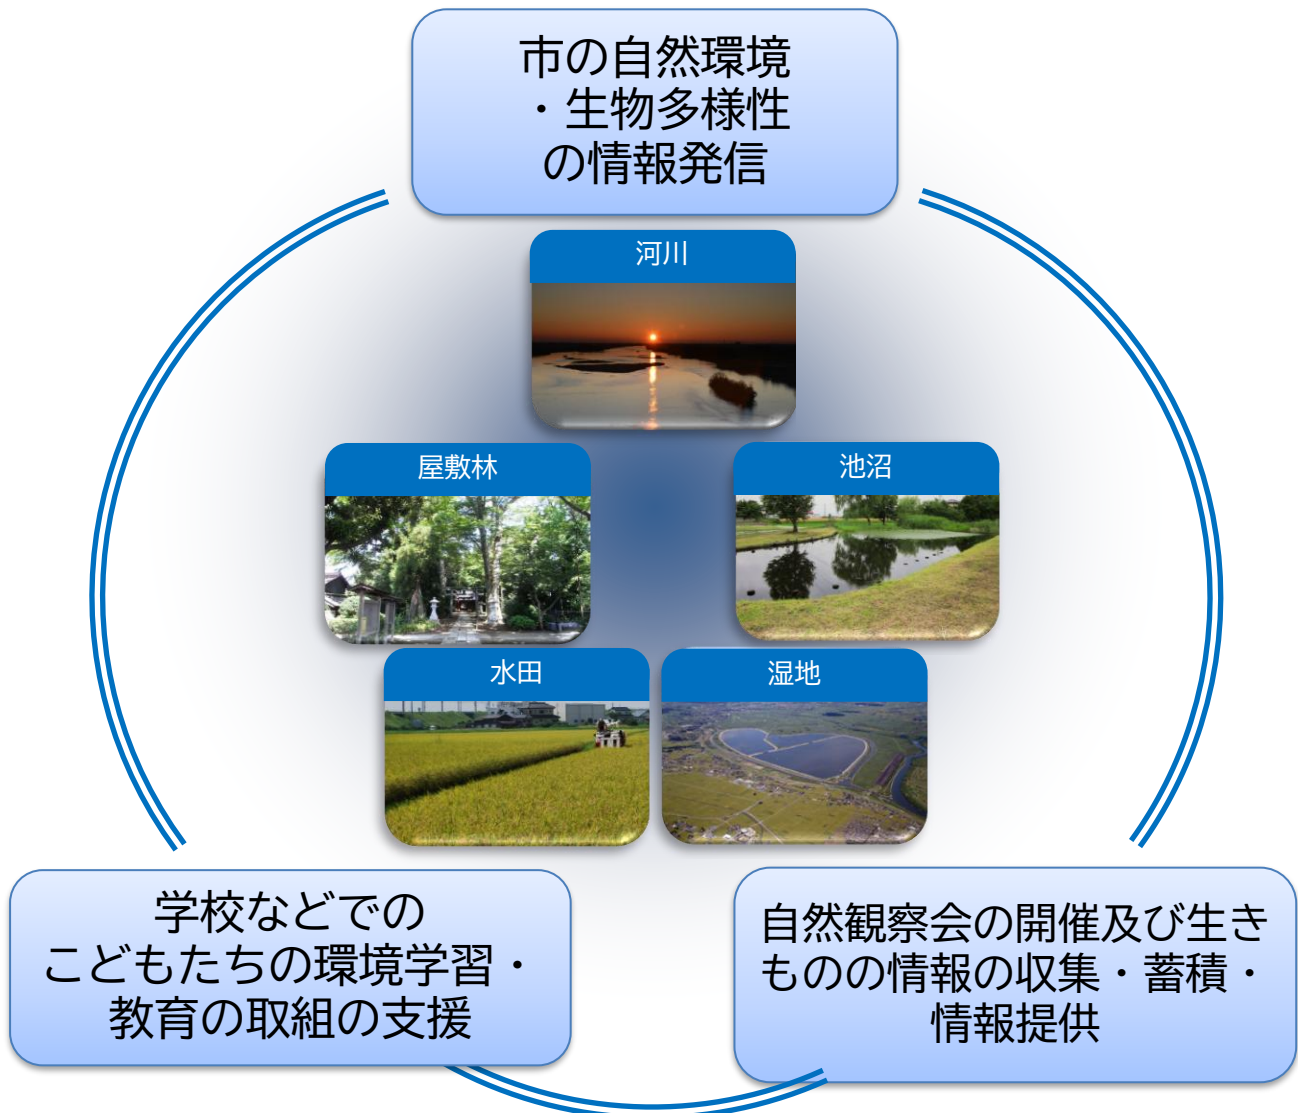 市の自然環境
・生物多様性
の情報発信
河川
屋敷林
池沼
水田
湿地
学校などでの
こどもたちの環境学習・
教育の取組の支援
自然観察会の開催及び生き
ものの情報の収集・蓄積・
情報提供